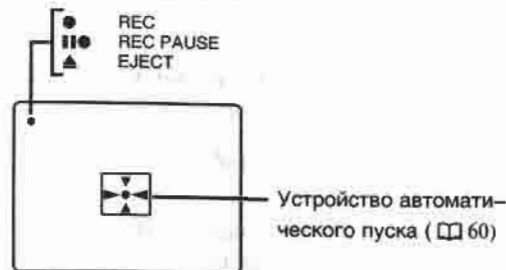 ● REC
▮▮● REC PAUSE
▲ EJECT
Устройство автомати-
ческого пуска ( 🕮 60)